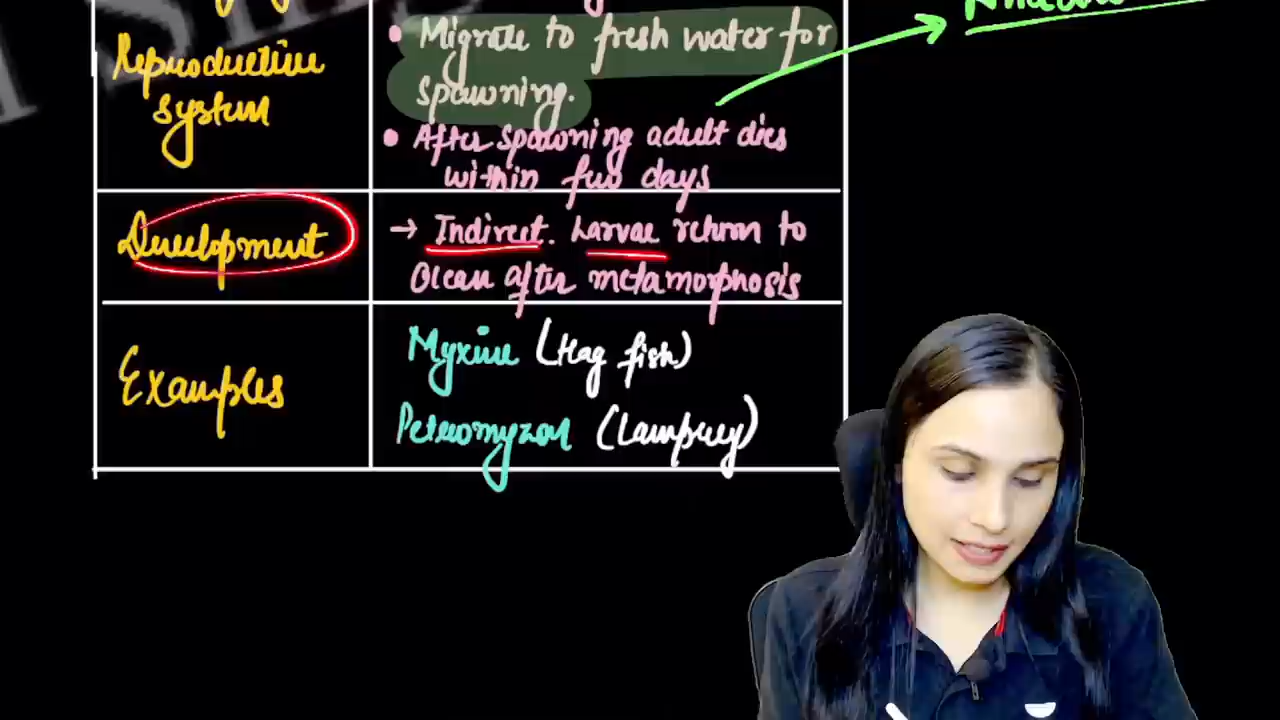 Reproductive
system
• Migrate to fresh water for
spawning.
• After spawning adult dies
within few days
Development
→ Indirect. Larvae return to
Ocean after metamorphosis
Examples
Myxine (Hag fish)
Petromyzon (Lamprey)